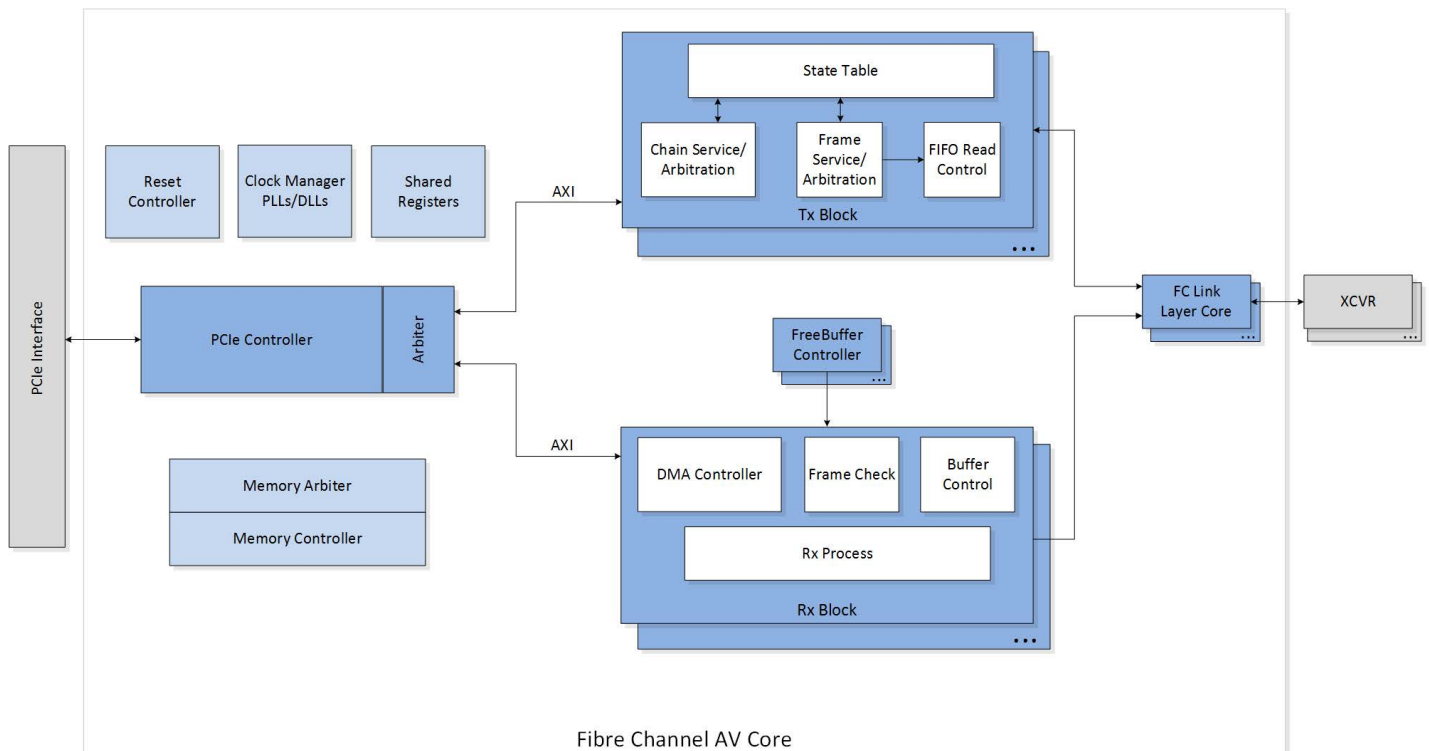 State Table
Chain Service/
Arbitration
Frame
Service/
Arbitration
FIFO Read
Control
Tx Block
...
Reset
Controller
Clock Manager
PLLs/DLLs
Shared
Registers
AXI
PCIe Interface
PCIe Controller
Arbiter
FC Link
Layer Core
...
XCVR
...
FreeBuffer
Controller
...
AXI
DMA Controller
Frame Check
Buffer
Control
Rx Process
Rx Block
...
Memory Arbiter
Memory Controller
Fibre Channel AV Core